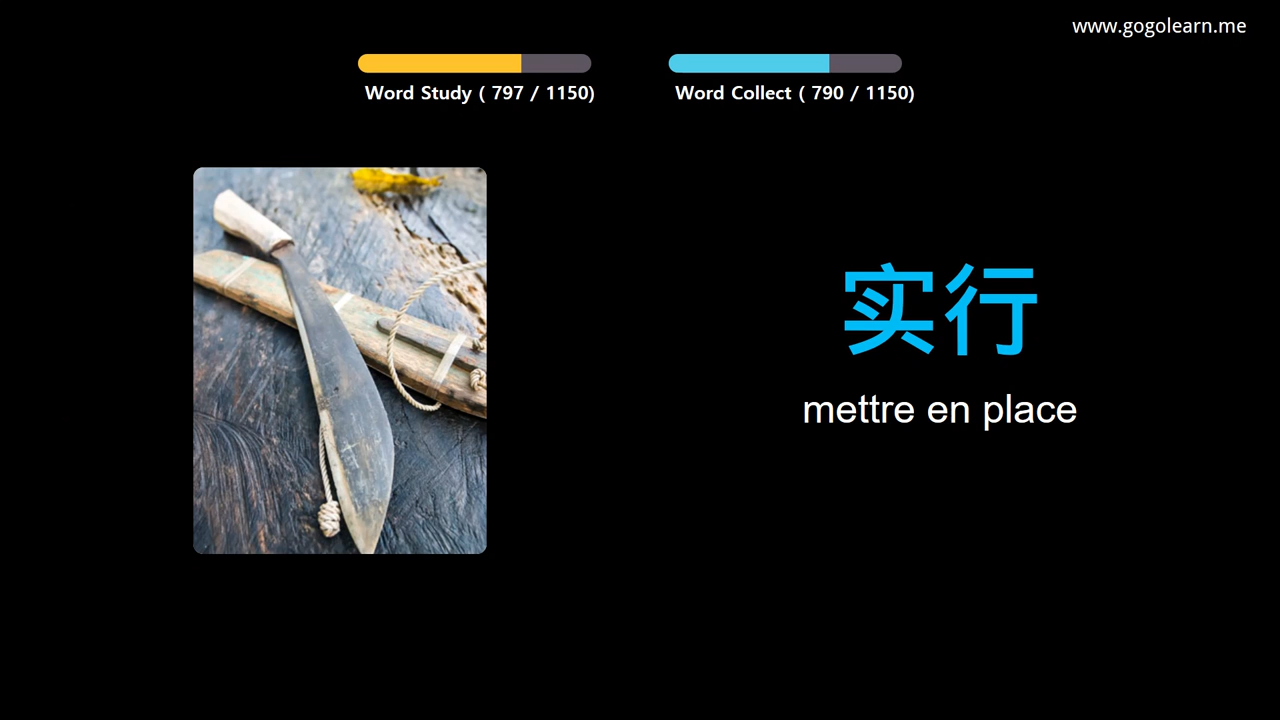 www.gogolearn.me
Word Study ( 797 / 1150)
Word Collect ( 790 / 1150)
实行
mettre en place